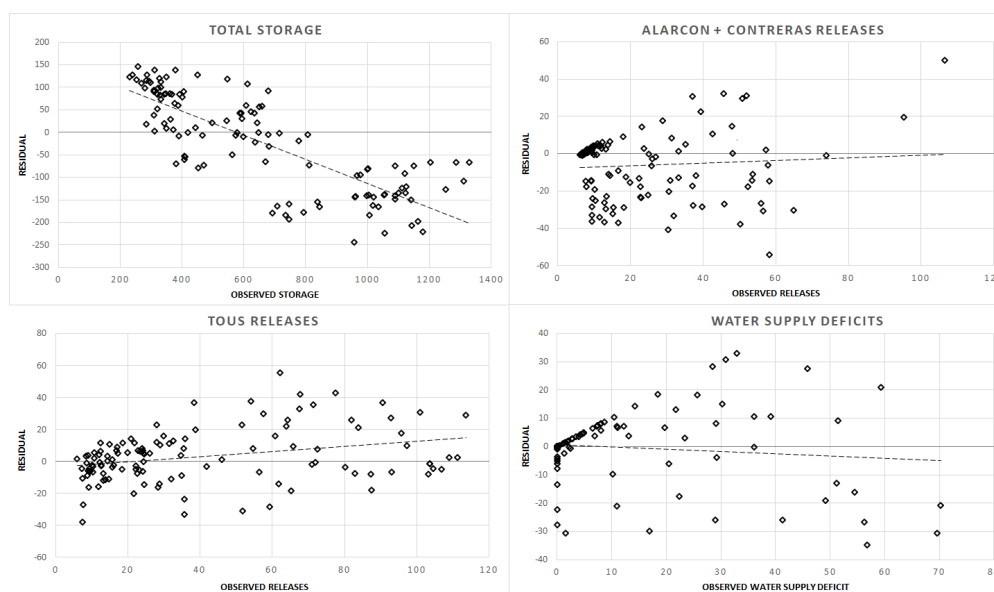 TOTAL STORAGE
200
150
100
50
0
-50
-100
-150
-200
-250
-300
RESIDUAL
0 200 400 600 800 1000 1200 1400
OBSERVED STORAGE
ALARCON + CONTRERAS RELEASES
60
40
20
0
-20
-40
-60
RESIDUAL
0 20 40 60 80 100
OBSERVED RELEASES
TOUS RELEASES
80
60
40
20
0
-20
-40
-60
RESIDUAL
0 20 40 60 80 100 120
OBSERVED RELEASES
WATER SUPPLY DEFICITS
40
30
20
10
0
-10
-20
-30
-40
RESIDUAL
0 10 20 30 40 50 60 70
OBSERVED WATER SUPPLY DEFICIT